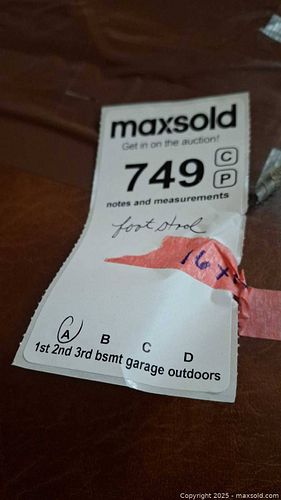 maxsold
Get in on the auction!
749 C
P
notes and measurements
foot stool
16 x
A B C D
1st 2nd 3rd bsmt garage outdoors
Copyright 2025 - maxsold.com